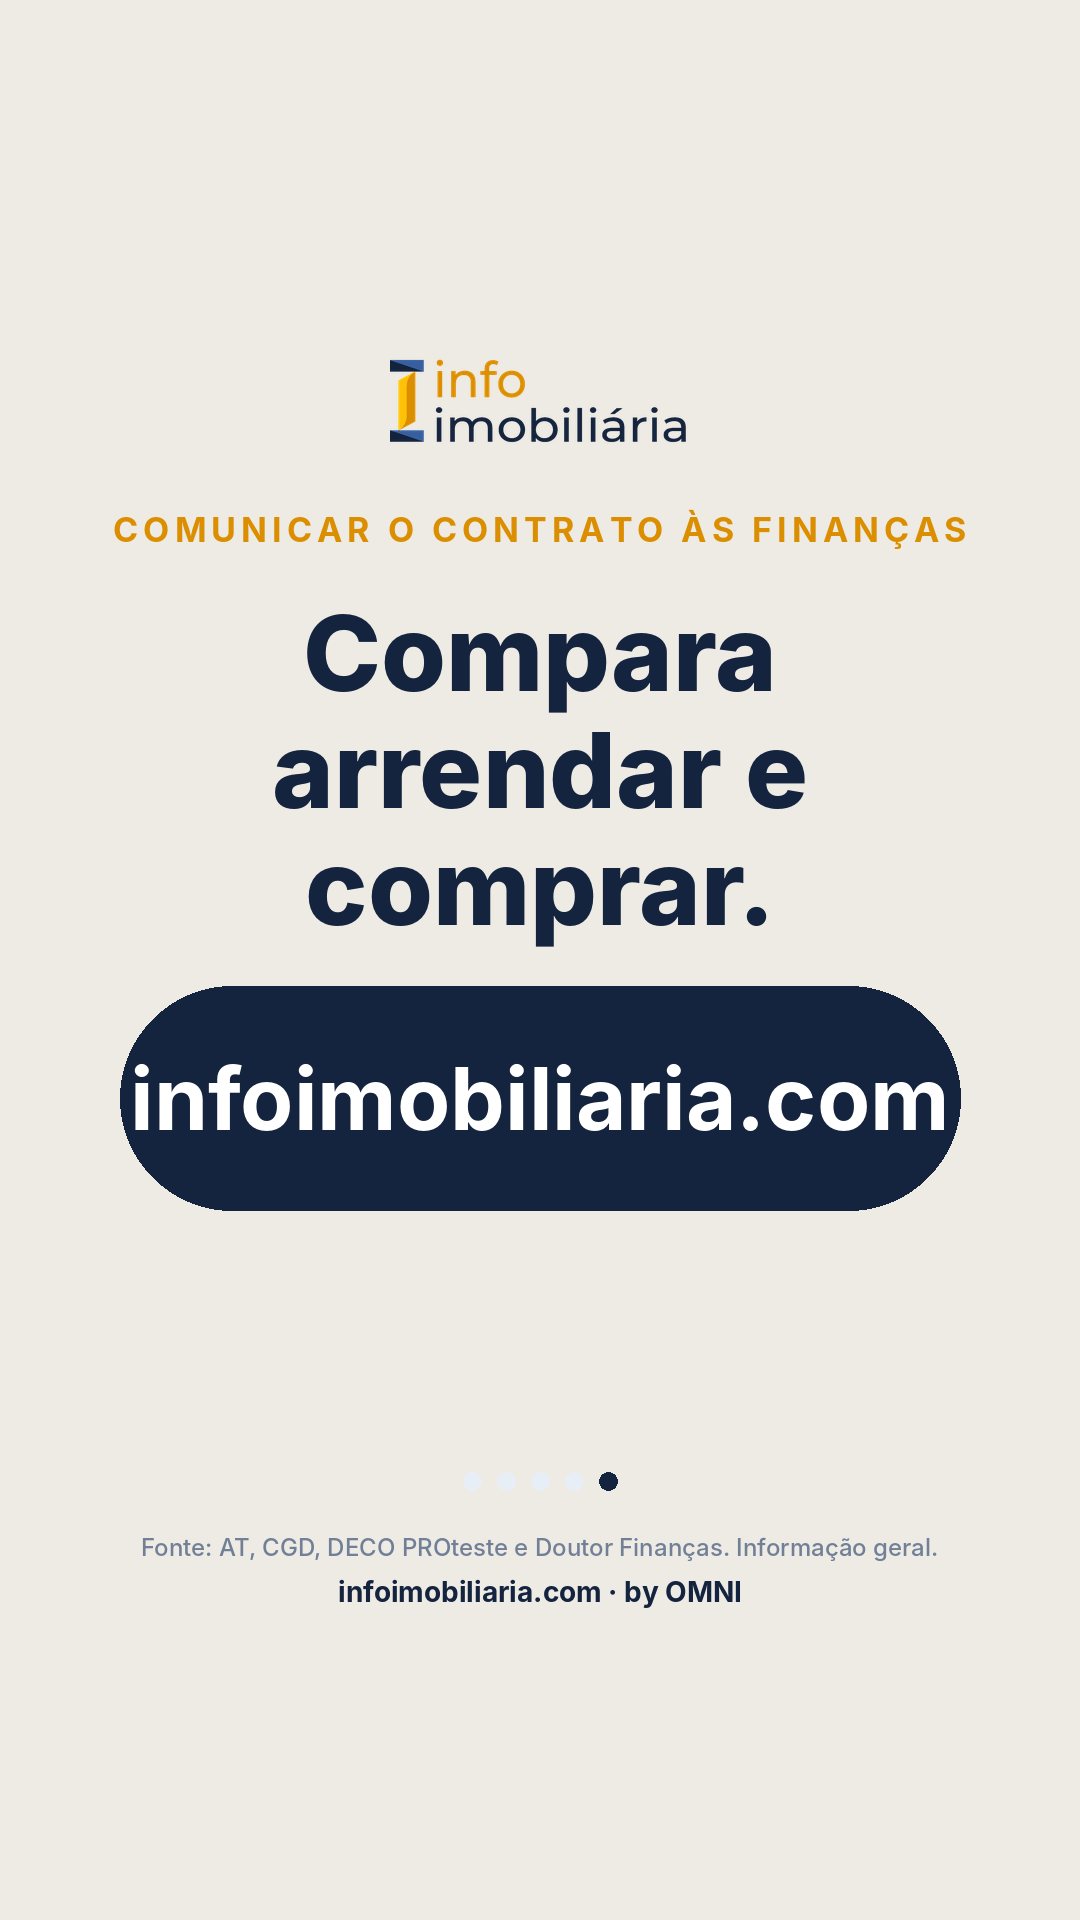 info
imobiliária
COMUNICAR O CONTRATO ÀS FINANÇAS
Compara
arrendar e
comprar.
infoimobiliaria.com
Fonte: AT, CGD, DECO PROteste e Doutor Finanças. Informação geral.
infoimobiliaria.com · by OMNI